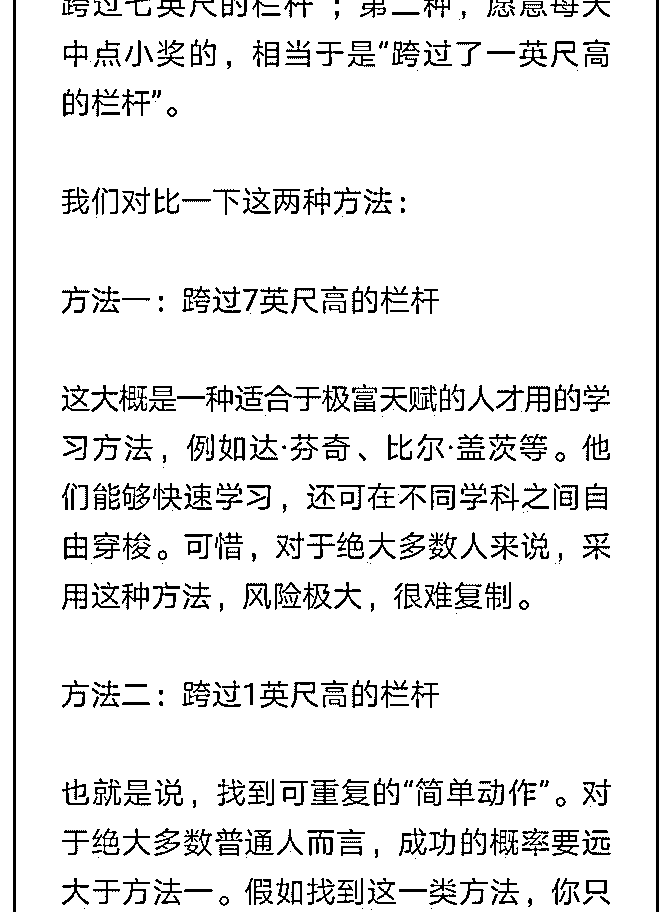 跨过七英尺的栏杆”；第二种，愿意每天
中点小奖的，相当于是“跨过了一英尺高
的栏杆”。
我们对比一下这两种方法：
方法一：跨过7英尺高的栏杆
这大概是一种适合于极富天赋的人才用的学
习方法，例如达·芬奇、比尔·盖茨等。他
们能够快速学习，还可在不同学科之间自
由穿梭。可惜，对于绝大多数人来说，采
用这种方法，风险极大，很难复制。
方法二：跨过1英尺高的栏杆
也就是说，找到可重复的“简单动作”。对
于绝大多数普通人而言，成功的概率要远
大于方法一。假如找到这一类方法，你只